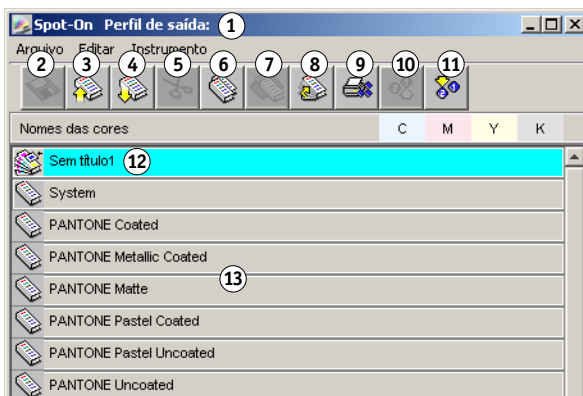 Spot-On Perfil de saída: 1
Arquivo Editar Instrumento
2 3 4 5 6 7 8 9 10 11
Nomes das cores C M Y K
Sem título1 12
System
PANTONE Coated
PANTONE Metallic Coated
13
PANTONE Matte
PANTONE Pastel Coated
PANTONE Pastel Uncoated
PANTONE Uncoated